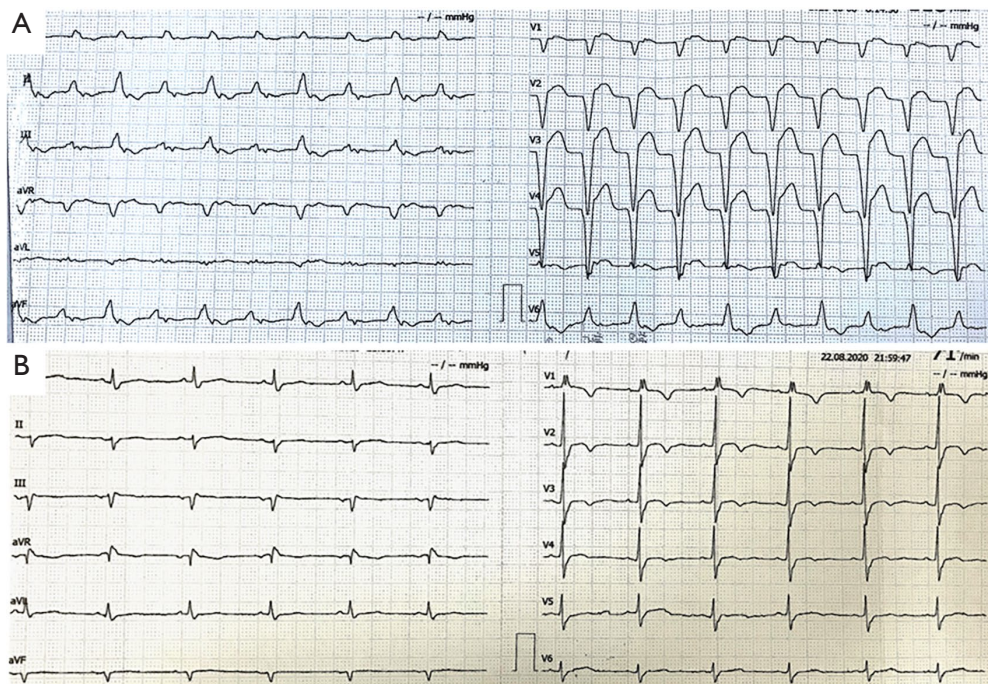 A
-- / -- mmHg
II
III
aVR
aVL
aVF
-- / -- mmHg
V1
V2
V3
V4
V5
V6
B
-- / -- mmHg
II
III
aVR
aVL
aVF
22.08.2020 21:59:47 71/min
-- / -- mmHg
V1
V2
V3
V4
V5
V6